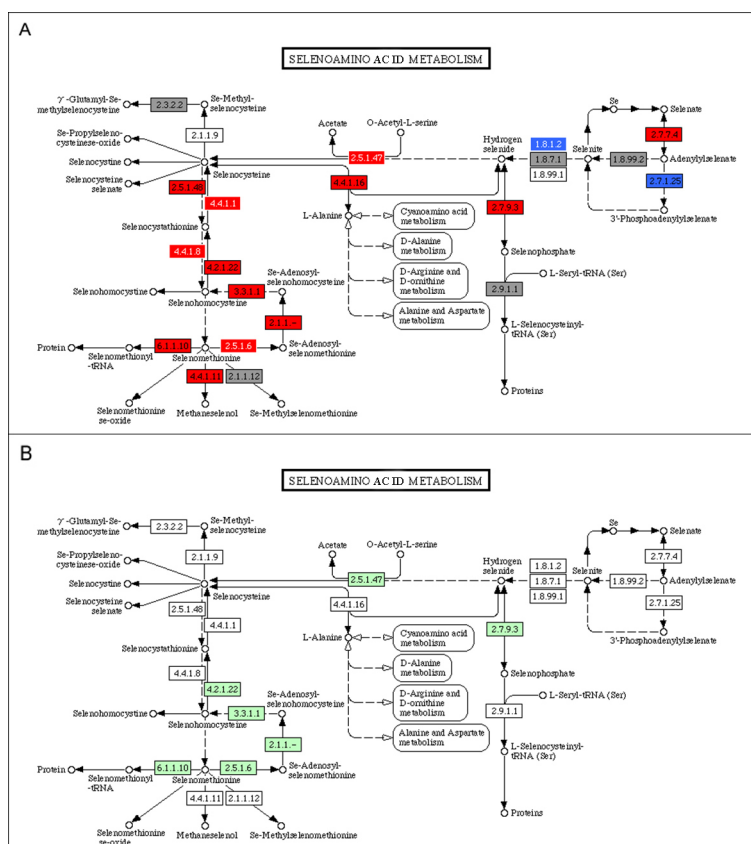 A
SELENOAMINO ACID METABOLISM
γ-Glutamyl-Se-
methylselenocysteine
2.3.2.2
Se-Methyl-
selenocysteine
Se-Propylseleno-
cysteinese-oxide
2.1.1.9
Selenocystine
Selenocysteine
Selenocysteine
selenate
2.5.1.48
4.4.1.1
Selenocystathionine
4.4.1.8
4.2.1.22
Selenohomocystine
Selenohomocysteine
3.3.1.1
Se-Adenosyl-
selenohomocysteine
2.1.1.-
Protein
Selenomethionyl
-tRNA
6.1.1.10
Selenomethionine
2.5.1.6
Se-Adenosyl-
selenomethionine
4.4.1.11
2.1.1.12
Selenomethionine
se-oxide
Methaneselenol
Se-Methylselenomethionine
Acetate
O-Acetyl-L-serine
2.5.1.47
4.4.1.16
L-Alanine
Cyanoamino acid
metabolism
D-Alanine
metabolism
D-Arginine and
D-ornithine
metabolism
Alanine and Aspartate
metabolism
Hydrogen
selenide
1.8.1.2
1.8.7.1
1.8.99.1
Selenite
1.8.99.2
Se
Selenate
2.7.7.4
Adenylylselenate
2.7.1.25
3'-Phosphoadenylylselenate
2.7.9.3
Selenophosphate
L-Seryl-tRNA (Ser)
2.9.1.1
L-Selenocysteinyl-
tRNA (Ser)
Proteins
B
SELENOAMINO ACID METABOLISM
γ-Glutamyl-Se-
methylselenocysteine
2.3.2.2
Se-Methyl-
selenocysteine
Se-Propylseleno-
cysteinese-oxide
2.1.1.9
Selenocystine
Selenocysteine
Selenocysteine
selenate
2.5.1.48
4.4.1.1
Selenocystathionine
4.4.1.8
4.2.1.22
Selenohomocystine
Selenohomocysteine
3.3.1.1
Se-Adenosyl-
selenohomocysteine
2.1.1.-
Protein
Selenomethionyl
-tRNA
6.1.1.10
Selenomethionine
2.5.1.6
Se-Adenosyl-
selenomethionine
4.4.1.11
2.1.1.12
Selenomethionine
se-oxide
Methaneselenol
Se-Methylselenomethionine
Acetate
O-Acetyl-L-serine
2.5.1.47
4.4.1.16
L-Alanine
Cyanoamino acid
metabolism
D-Alanine
metabolism
D-Arginine and
D-ornithine
metabolism
Alanine and Aspartate
metabolism
Hydrogen
selenide
1.8.1.2
1.8.7.1
1.8.99.1
Selenite
1.8.99.2
Se
Selenate
2.7.7.4
Adenylylselenate
2.7.1.25
3'-Phosphoadenylylselenate
2.7.9.3
Selenophosphate
L-Seryl-tRNA (Ser)
2.9.1.1
L-Selenocysteinyl-
tRNA (Ser)
Proteins